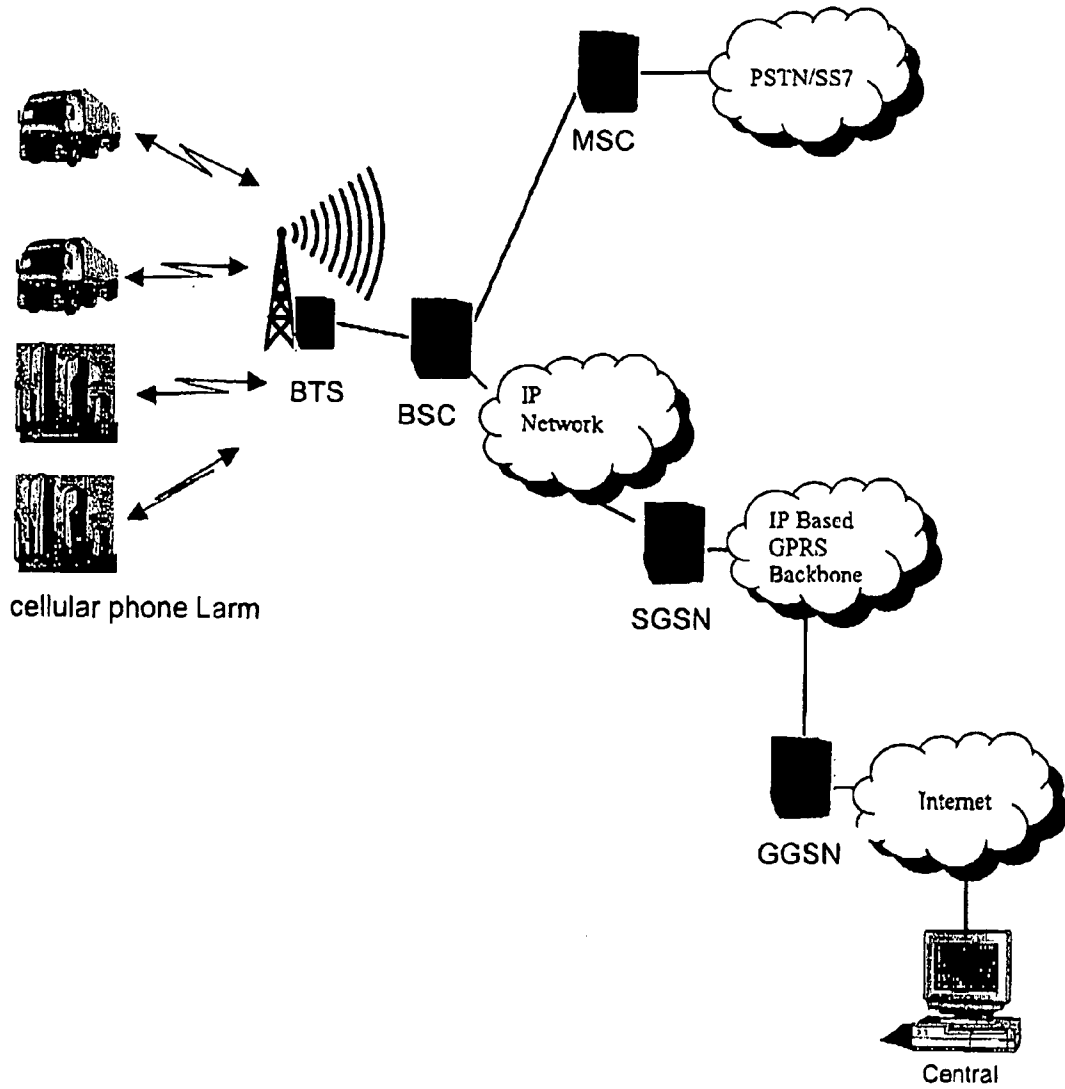 PSTN/SS7
MSC
BTS
BSC
IP
Network
IP Based
GPRS
Backbone
SGSN
cellular phone Larm
Internet
GGSN
Central